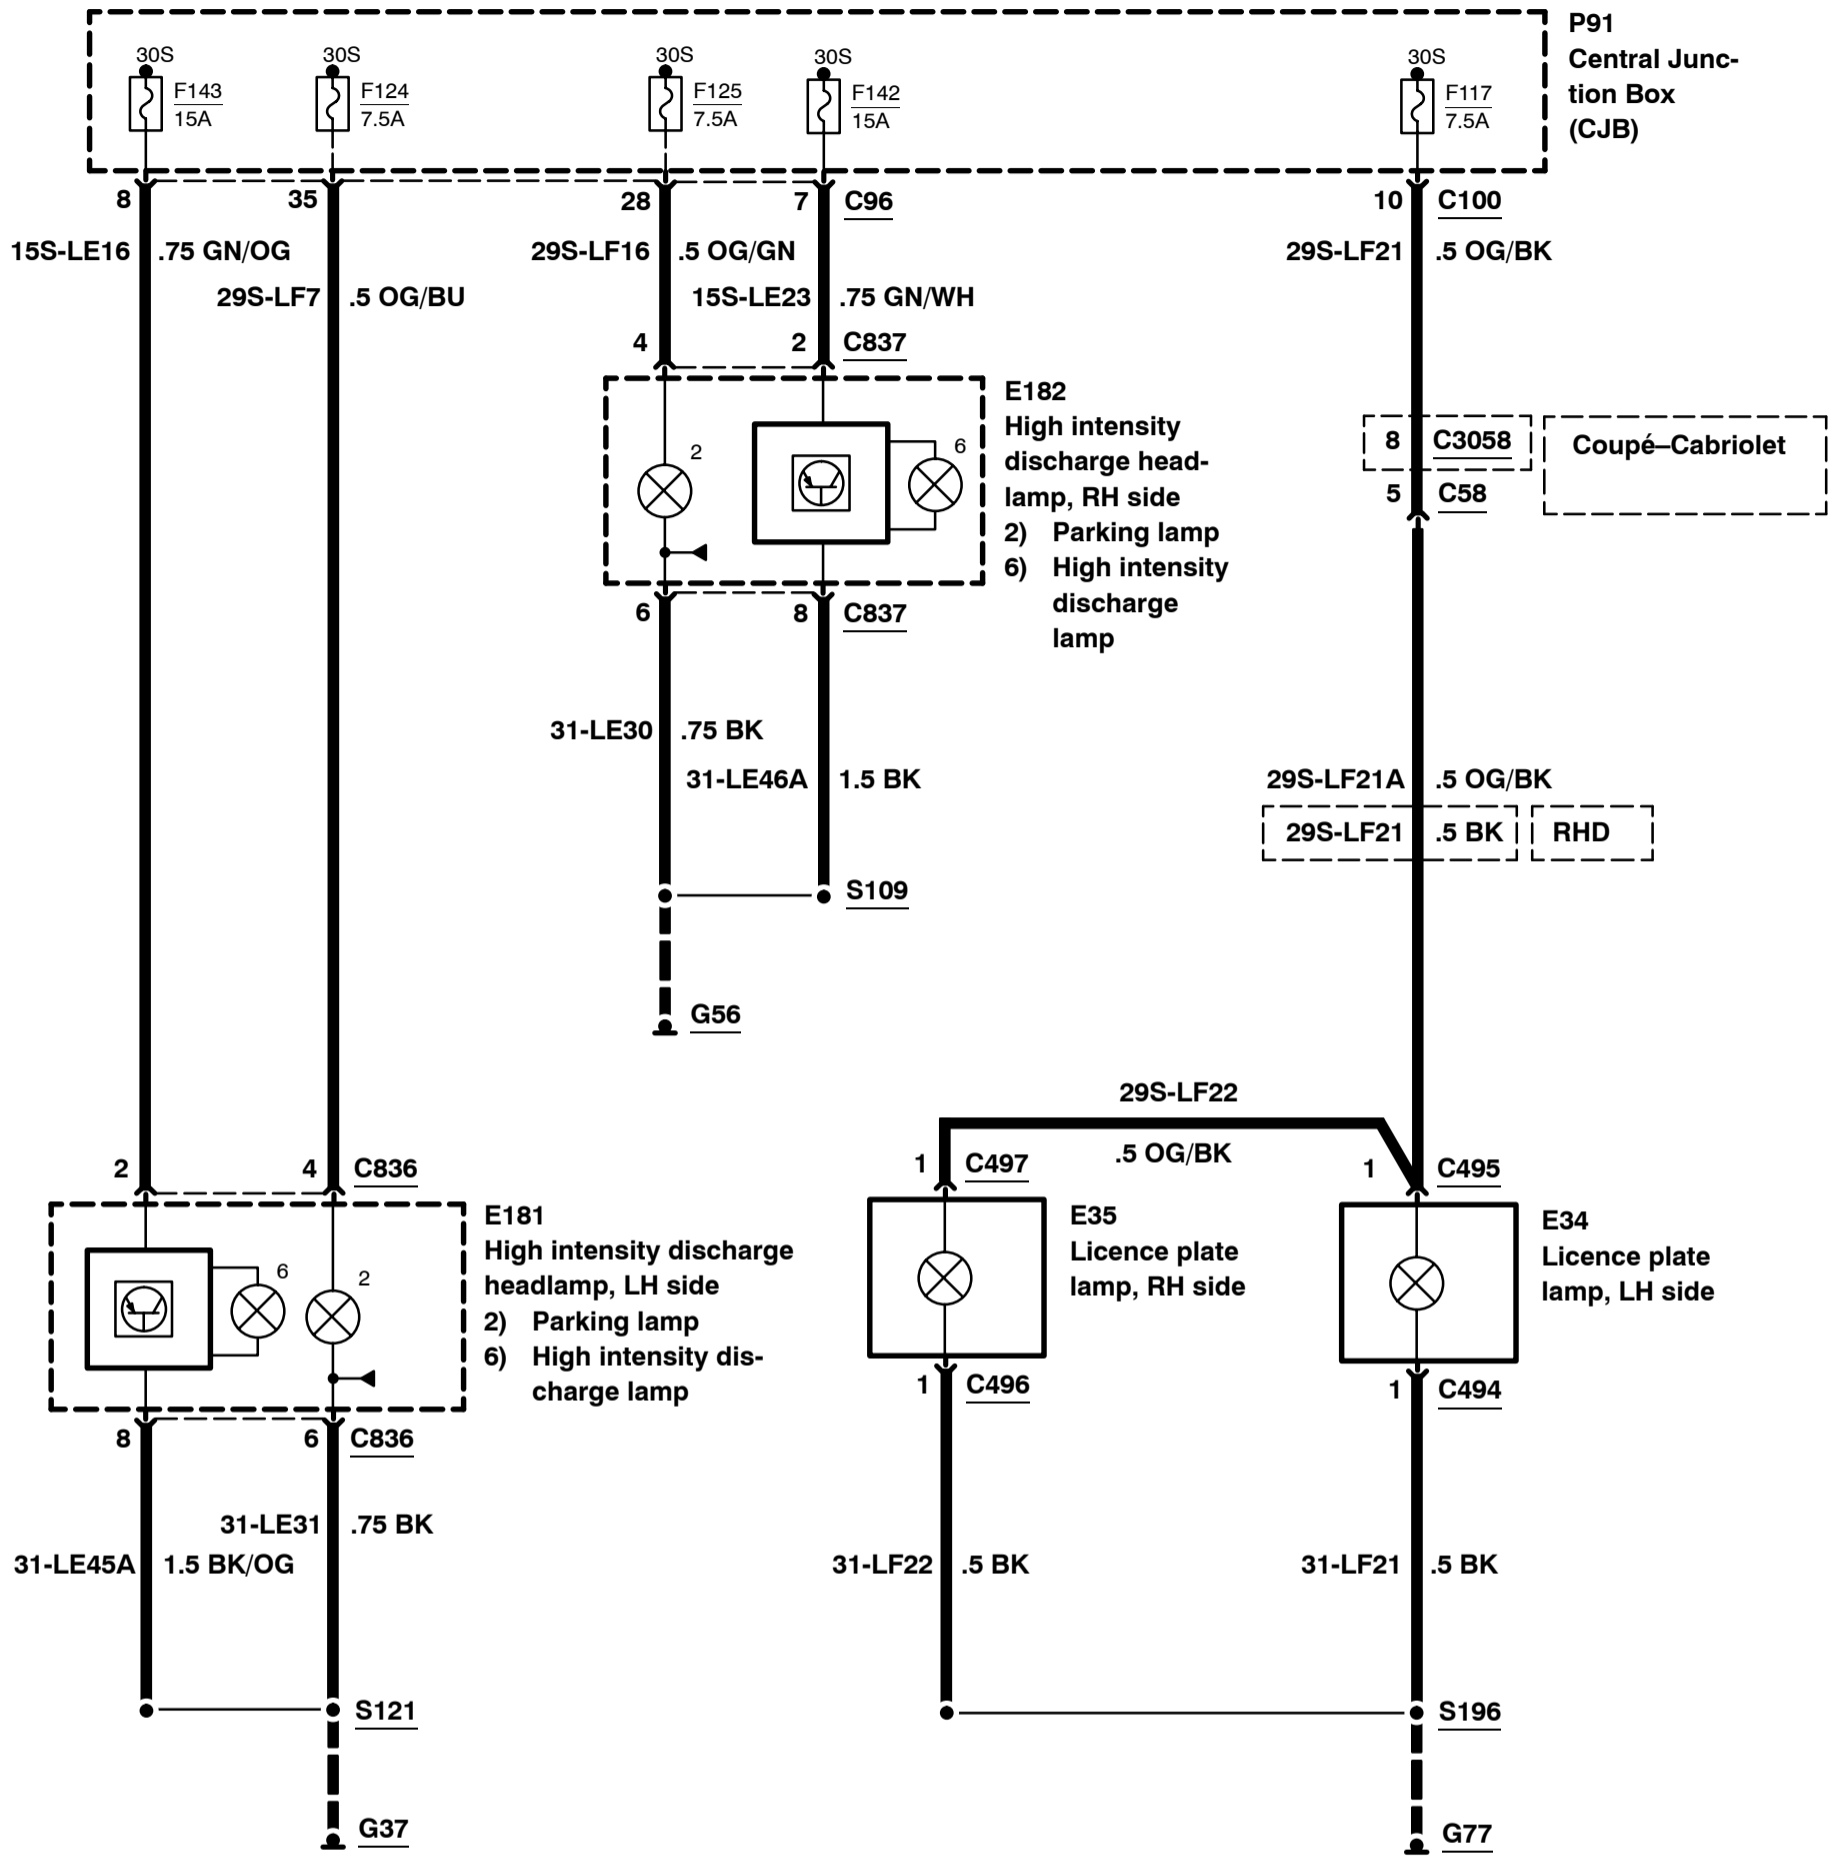 P91
Central Junc-
tion Box
(CJB)
30S
F143
15A
30S
F124
7.5A
30S
F125
7.5A
30S
F142
15A
30S
F117
7.5A
8
35
28
7
C96
10
C100
15S-LE16
.75 GN/OG
29S-LF16
.5 OG/GN
29S-LF21
.5 OG/BK
29S-LF7
.5 OG/BU
15S-LE23
.75 GN/WH
4
2
C837
E182
High intensity
discharge head-
lamp, RH side
2) Parking lamp
6) High intensity
discharge
lamp
2
6
8
C3058
Coupé–Cabriolet
5
C58
6
8
C837
31-LE30
.75 BK
31-LE46A
1.5 BK
29S-LF21A
.5 OG/BK
29S-LF21
.5 BK
RHD
S109
G56
29S-LF22
.5 OG/BK
2
4
C836
1
C497
1
C495
E181
High intensity discharge
headlamp, LH side
2) Parking lamp
6) High intensity dis-
charge lamp
6
2
E35
Licence plate
lamp, RH side
E34
Licence plate
lamp, LH side
8
6
C836
1
C496
1
C494
31-LE31
.75 BK
31-LE45A
1.5 BK/OG
31-LF22
.5 BK
31-LF21
.5 BK
S121
S196
G37
G77